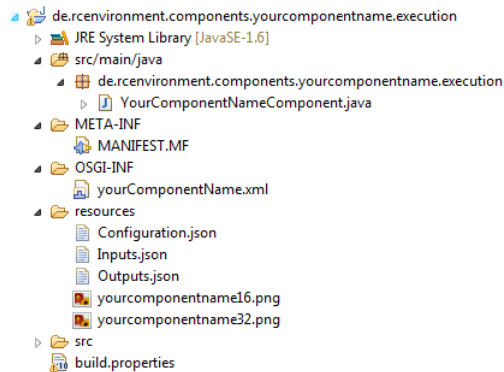 de.rcenvironment.components.yourcomponentname.execution
JRE System Library [JavaSE-1.6]
src/main/java
de.rcenvironment.components.yourcomponentname.execution
YourComponentNameComponent.java
META-INF
MANIFEST.MF
OSGI-INF
yourComponentName.xml
resources
Configuration.json
Inputs.json
Outputs.json
yourcomponentname16.png
yourcomponentname32.png
src
build.properties